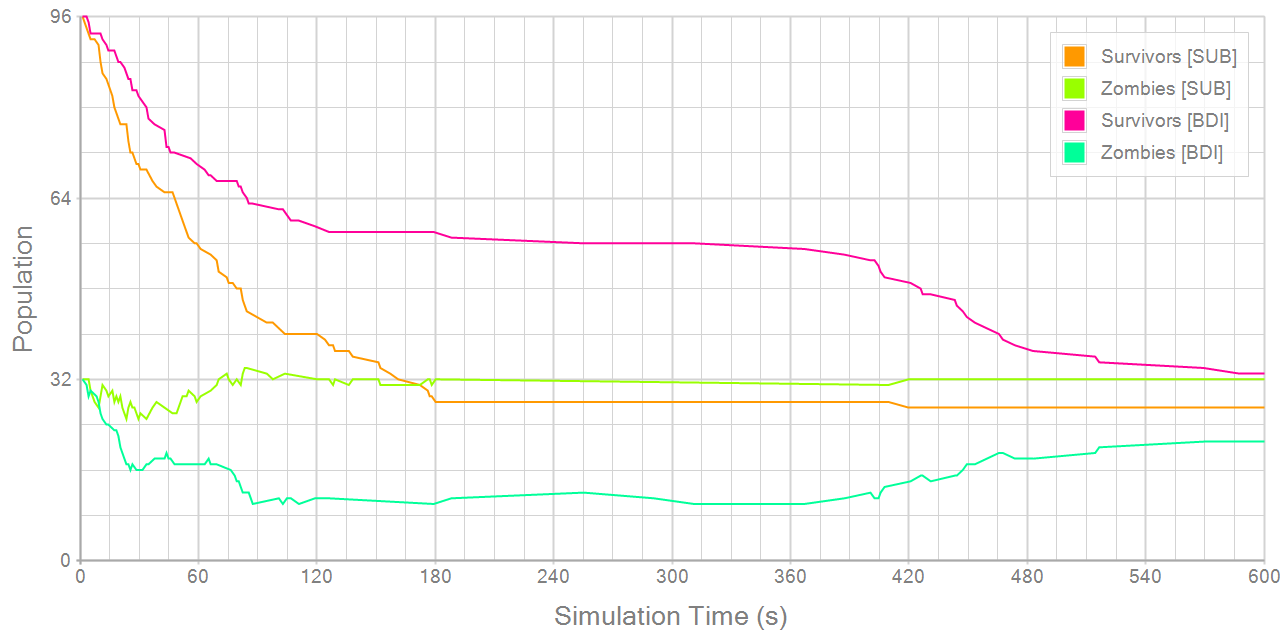 96
64
32
0
Population
0 60 120 180 240 300 360 420 480 540 600
Simulation Time (s)
Survivors [SUB]
Zombies [SUB]
Survivors [BDI]
Zombies [BDI]